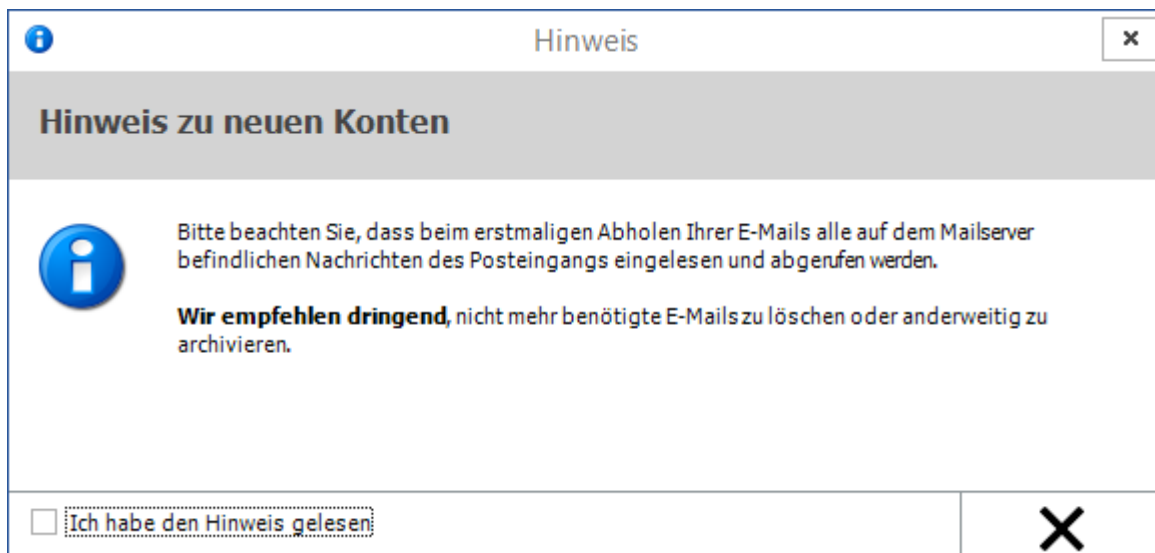 Hinweis
Hinweis zu neuen Konten
Bitte beachten Sie, dass beim erstmaligen Abholen Ihrer E-Mails alle auf dem Mailserver
befindlichen Nachrichten des Posteingangs eingelesen und abgerufen werden.
Wir empfehlen dringend, nicht mehr benötigte E-Mails zu löschen oder anderweitig zu
archivieren.
Ich habe den Hinweis gelesen